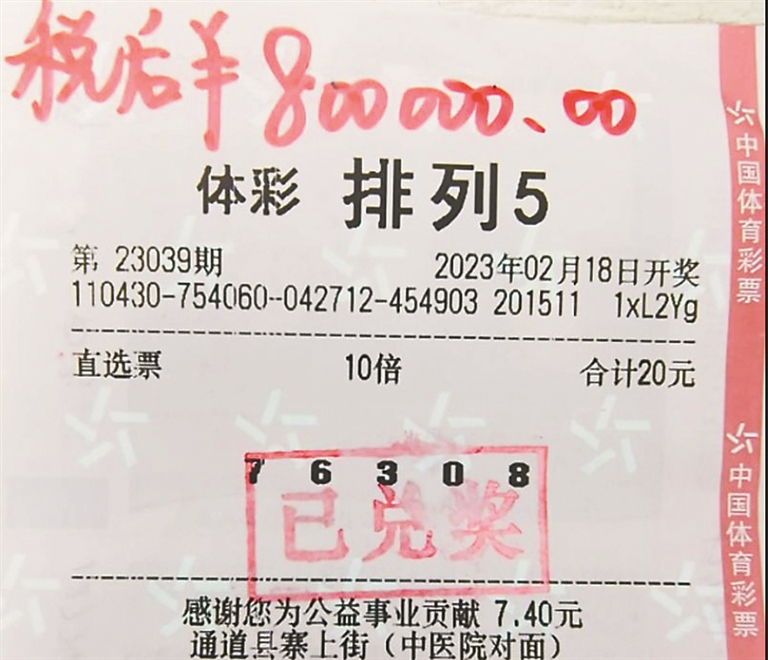 税后¥800000.00
体彩 排列5
第 23039期 2023年02月18日开奖
110430-754060-042712-454903 201511 1xL2Yg
直选票 10倍 合计20元
7 6 3 0 8
已兑奖
感谢您为公益事业贡献 7.40元
通道县寨上街（中医院对面）
中国体育彩票
中国体育彩票